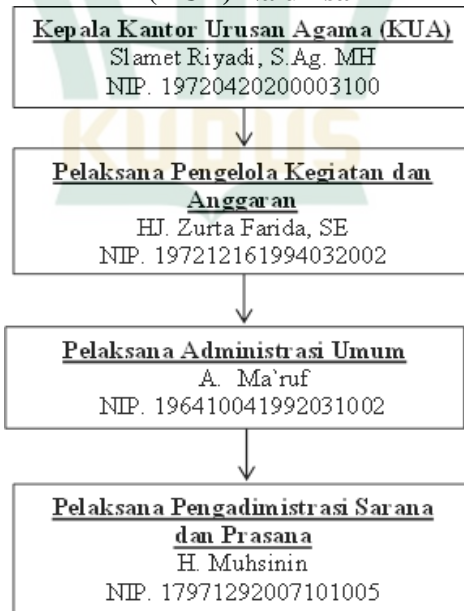 Kepala Kantor Urusan Agama (KUA)
Slamet Riyadi, S.Ag. MH
NIP. 19720420200003100
KUDUS
Pelaksana Pengelola Kegiatan dan
Anggaran
HJ. Zurta Farida, SE
NIP. 197212161994032002
Pelaksana Administrasi Umum
A. Ma`ruf
NIP. 196410041992031002
Pelaksana Pengadimistrasi Sarana
dan Prasana
H. Muhsinin
NIP. 17971292007101005